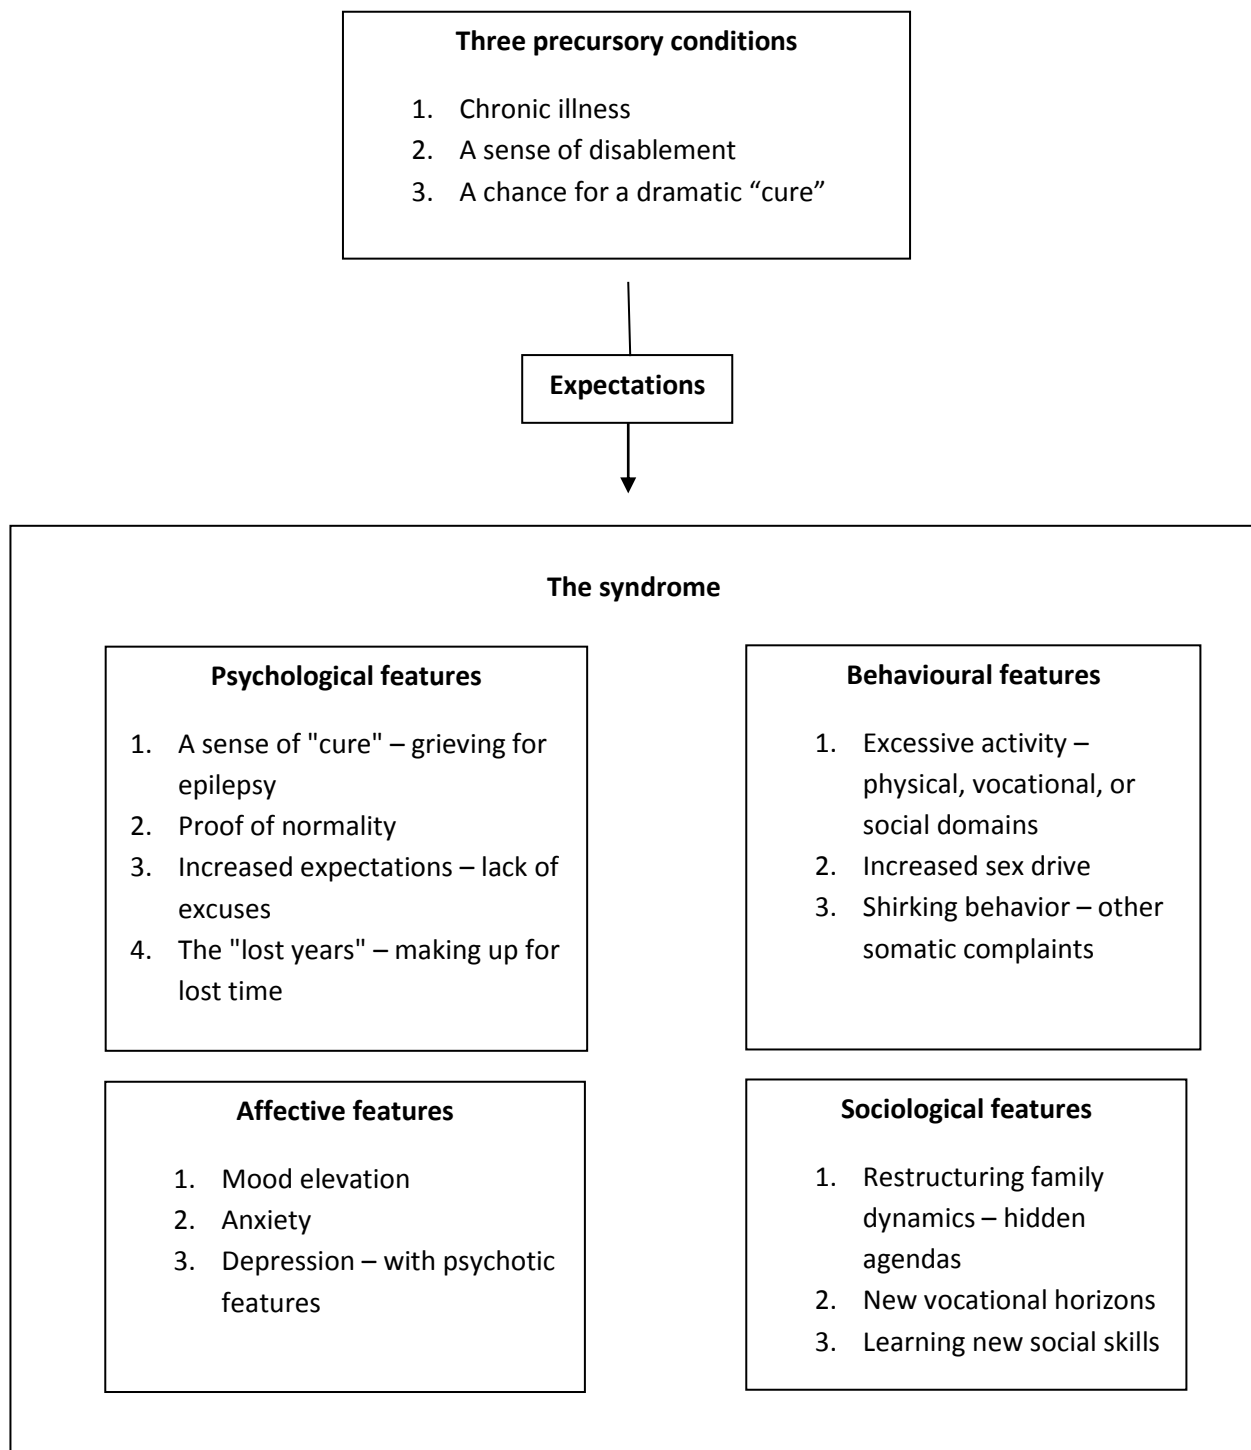 Three precursory conditions
1. Chronic illness
2. A sense of disablement
3. A chance for a dramatic “cure”
Expectations
The syndrome
Psychological features
1. A sense of "cure" – grieving for
epilepsy
2. Proof of normality
3. Increased expectations – lack of
excuses
4. The "lost years" – making up for
lost time
Behavioural features
1. Excessive activity –
physical, vocational, or
social domains
2. Increased sex drive
3. Shirking behavior – other
somatic complaints
Affective features
1. Mood elevation
2. Anxiety
3. Depression – with psychotic
features
Sociological features
1. Restructuring family
dynamics – hidden
agendas
2. New vocational horizons
3. Learning new social skills